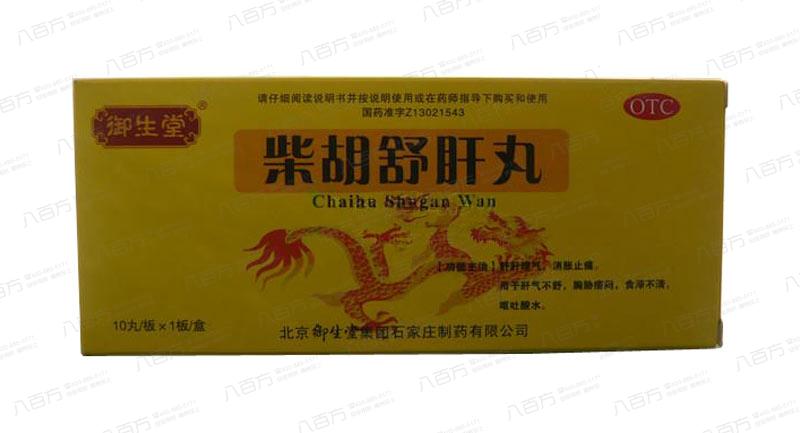 请仔细阅读说明书并按说明使用或在药师指导下购买和使用
国药准字Z13021543
御生堂®
OTC
柴胡舒肝丸
Chaihu Shugan Wan
【功能主治】舒肝理气，消胀止痛。
用于肝气不舒，胸胁痞闷，食滞不消，
呕吐酸水。
10丸/板×1板/盒
北京御生堂集团石家庄制药有限公司
八百方